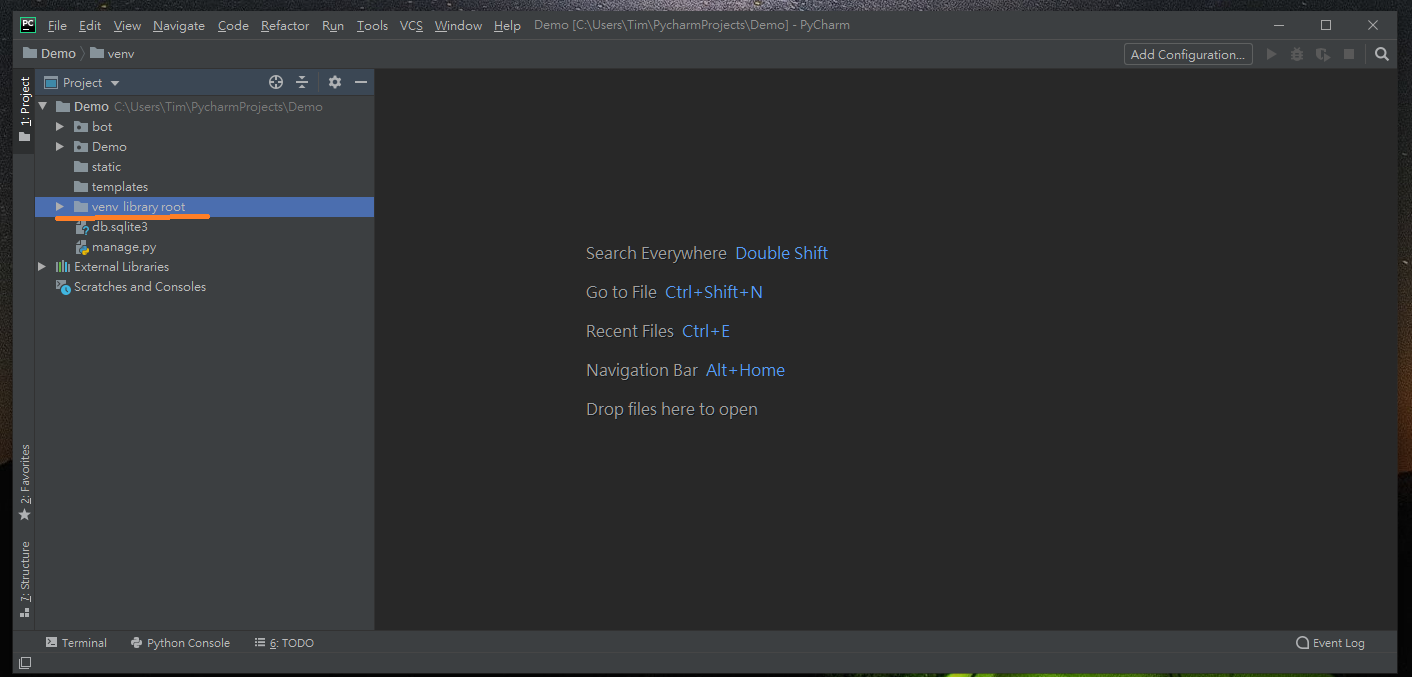 PC File Edit View Navigate Code Refactor Run Tools VCS Window Help Demo [C:\Users\Tim\PycharmProjects\Demo] - PyCharm
Demo venv Add Configuration...
1: Project
Project
Demo C:\Users\Tim\PycharmProjects\Demo
bot
Demo
static
templates
venv library root
db.sqlite3
manage.py
External Libraries
Scratches and Consoles
Search Everywhere Double Shift
Go to File Ctrl+Shift+N
Recent Files Ctrl+E
Navigation Bar Alt+Home
Drop files here to open
2: Favorites
7: Structure
Terminal Python Console 6: TODO Event Log